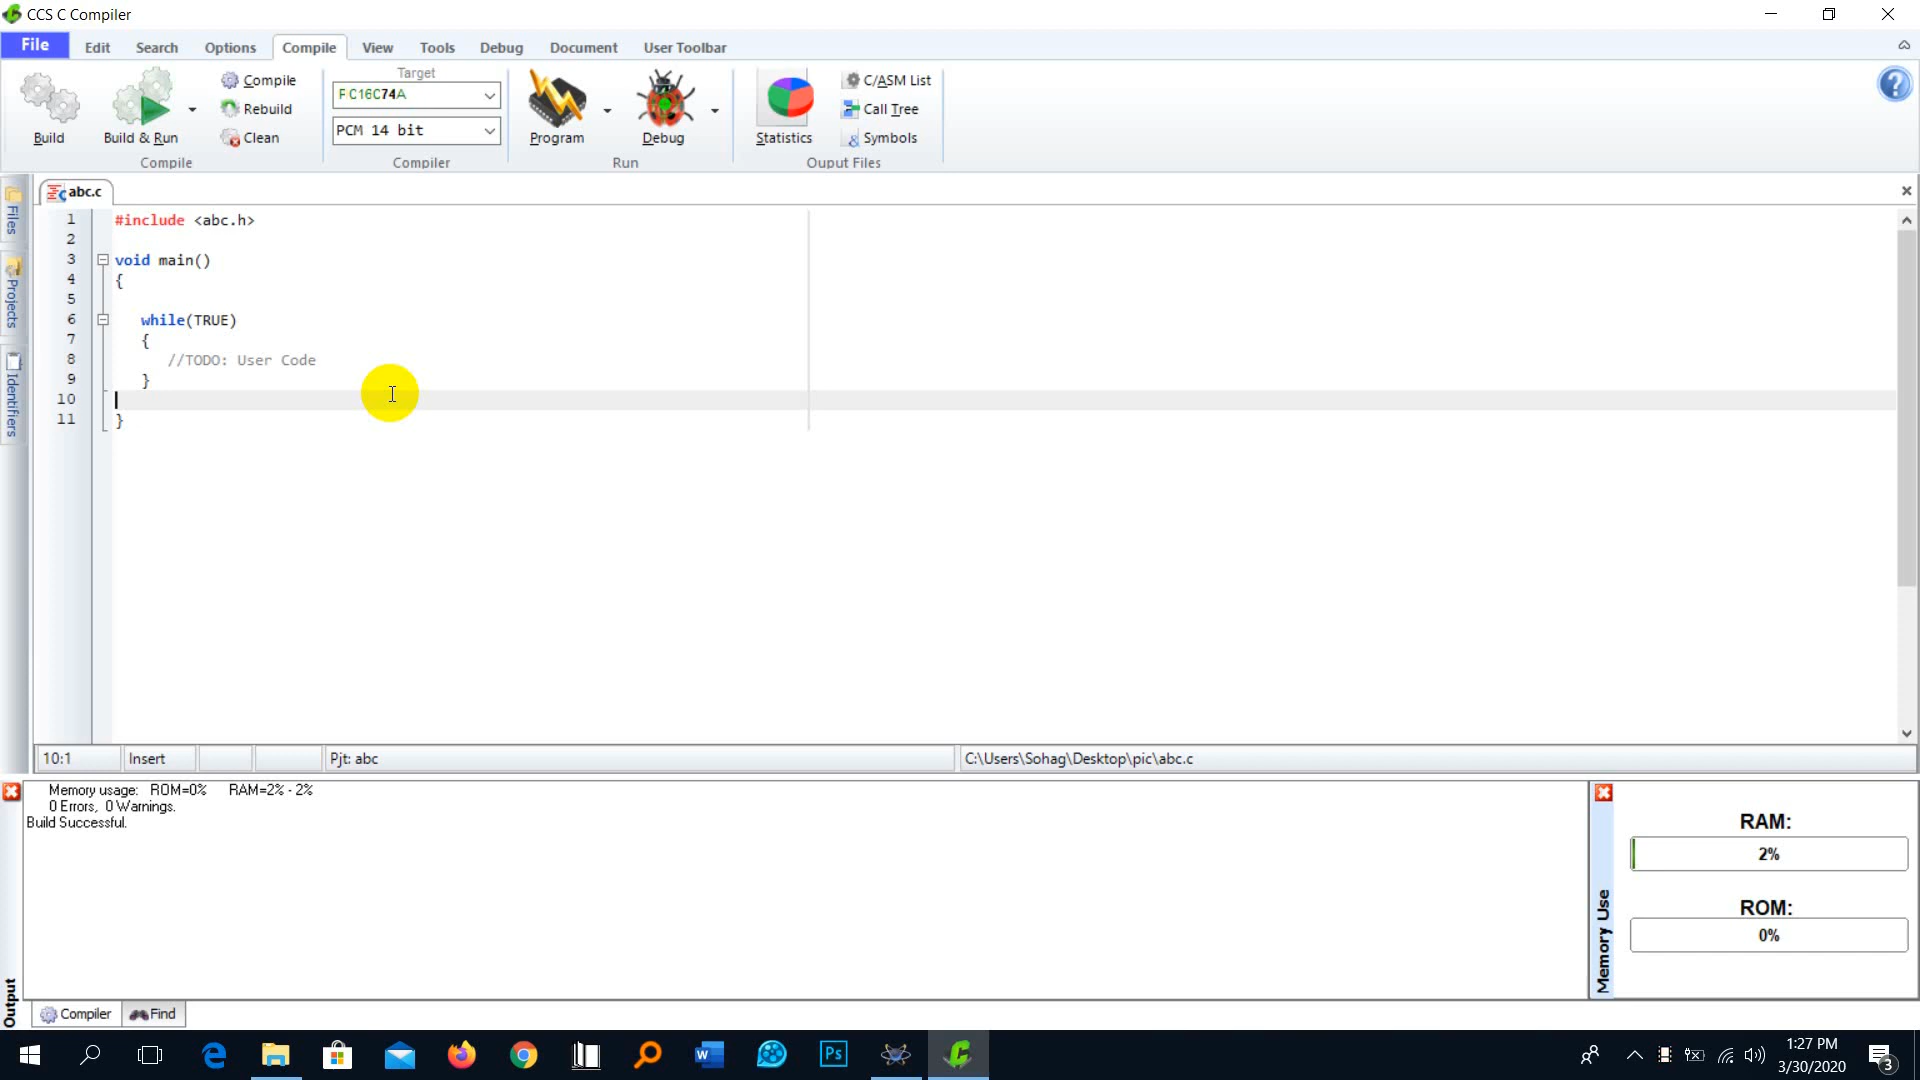 CCS C Compiler
File Edit Search Options Compile View Tools Debug Document User Toolbar
Build
Build & Run
Compile
Rebuild
Clean
Compile
Target
PCM 14 bit
Compiler
Program
Debug
Run
Statistics
C/ASM List
Call Tree
Symbols
Ouput Files
Files
Projects
Identifiers
abc.c
1 #include <abc.h>
2
3 void main()
4 {
5
6 while(TRUE)
7 {
8 //TODO: User Code
9 }
10
11 }
10:1 Insert Pjt: abc C:\Users\Sohag\Desktop\pic\abc.c
Memory usage: ROM=0% RAM=2% - 2%
0 Errors, 0 Warnings.
Build Successful.
Output
Compiler Find
Memory Use
RAM:
2%
ROM:
0%
Ps
1:27 PM
3/30/2020
3